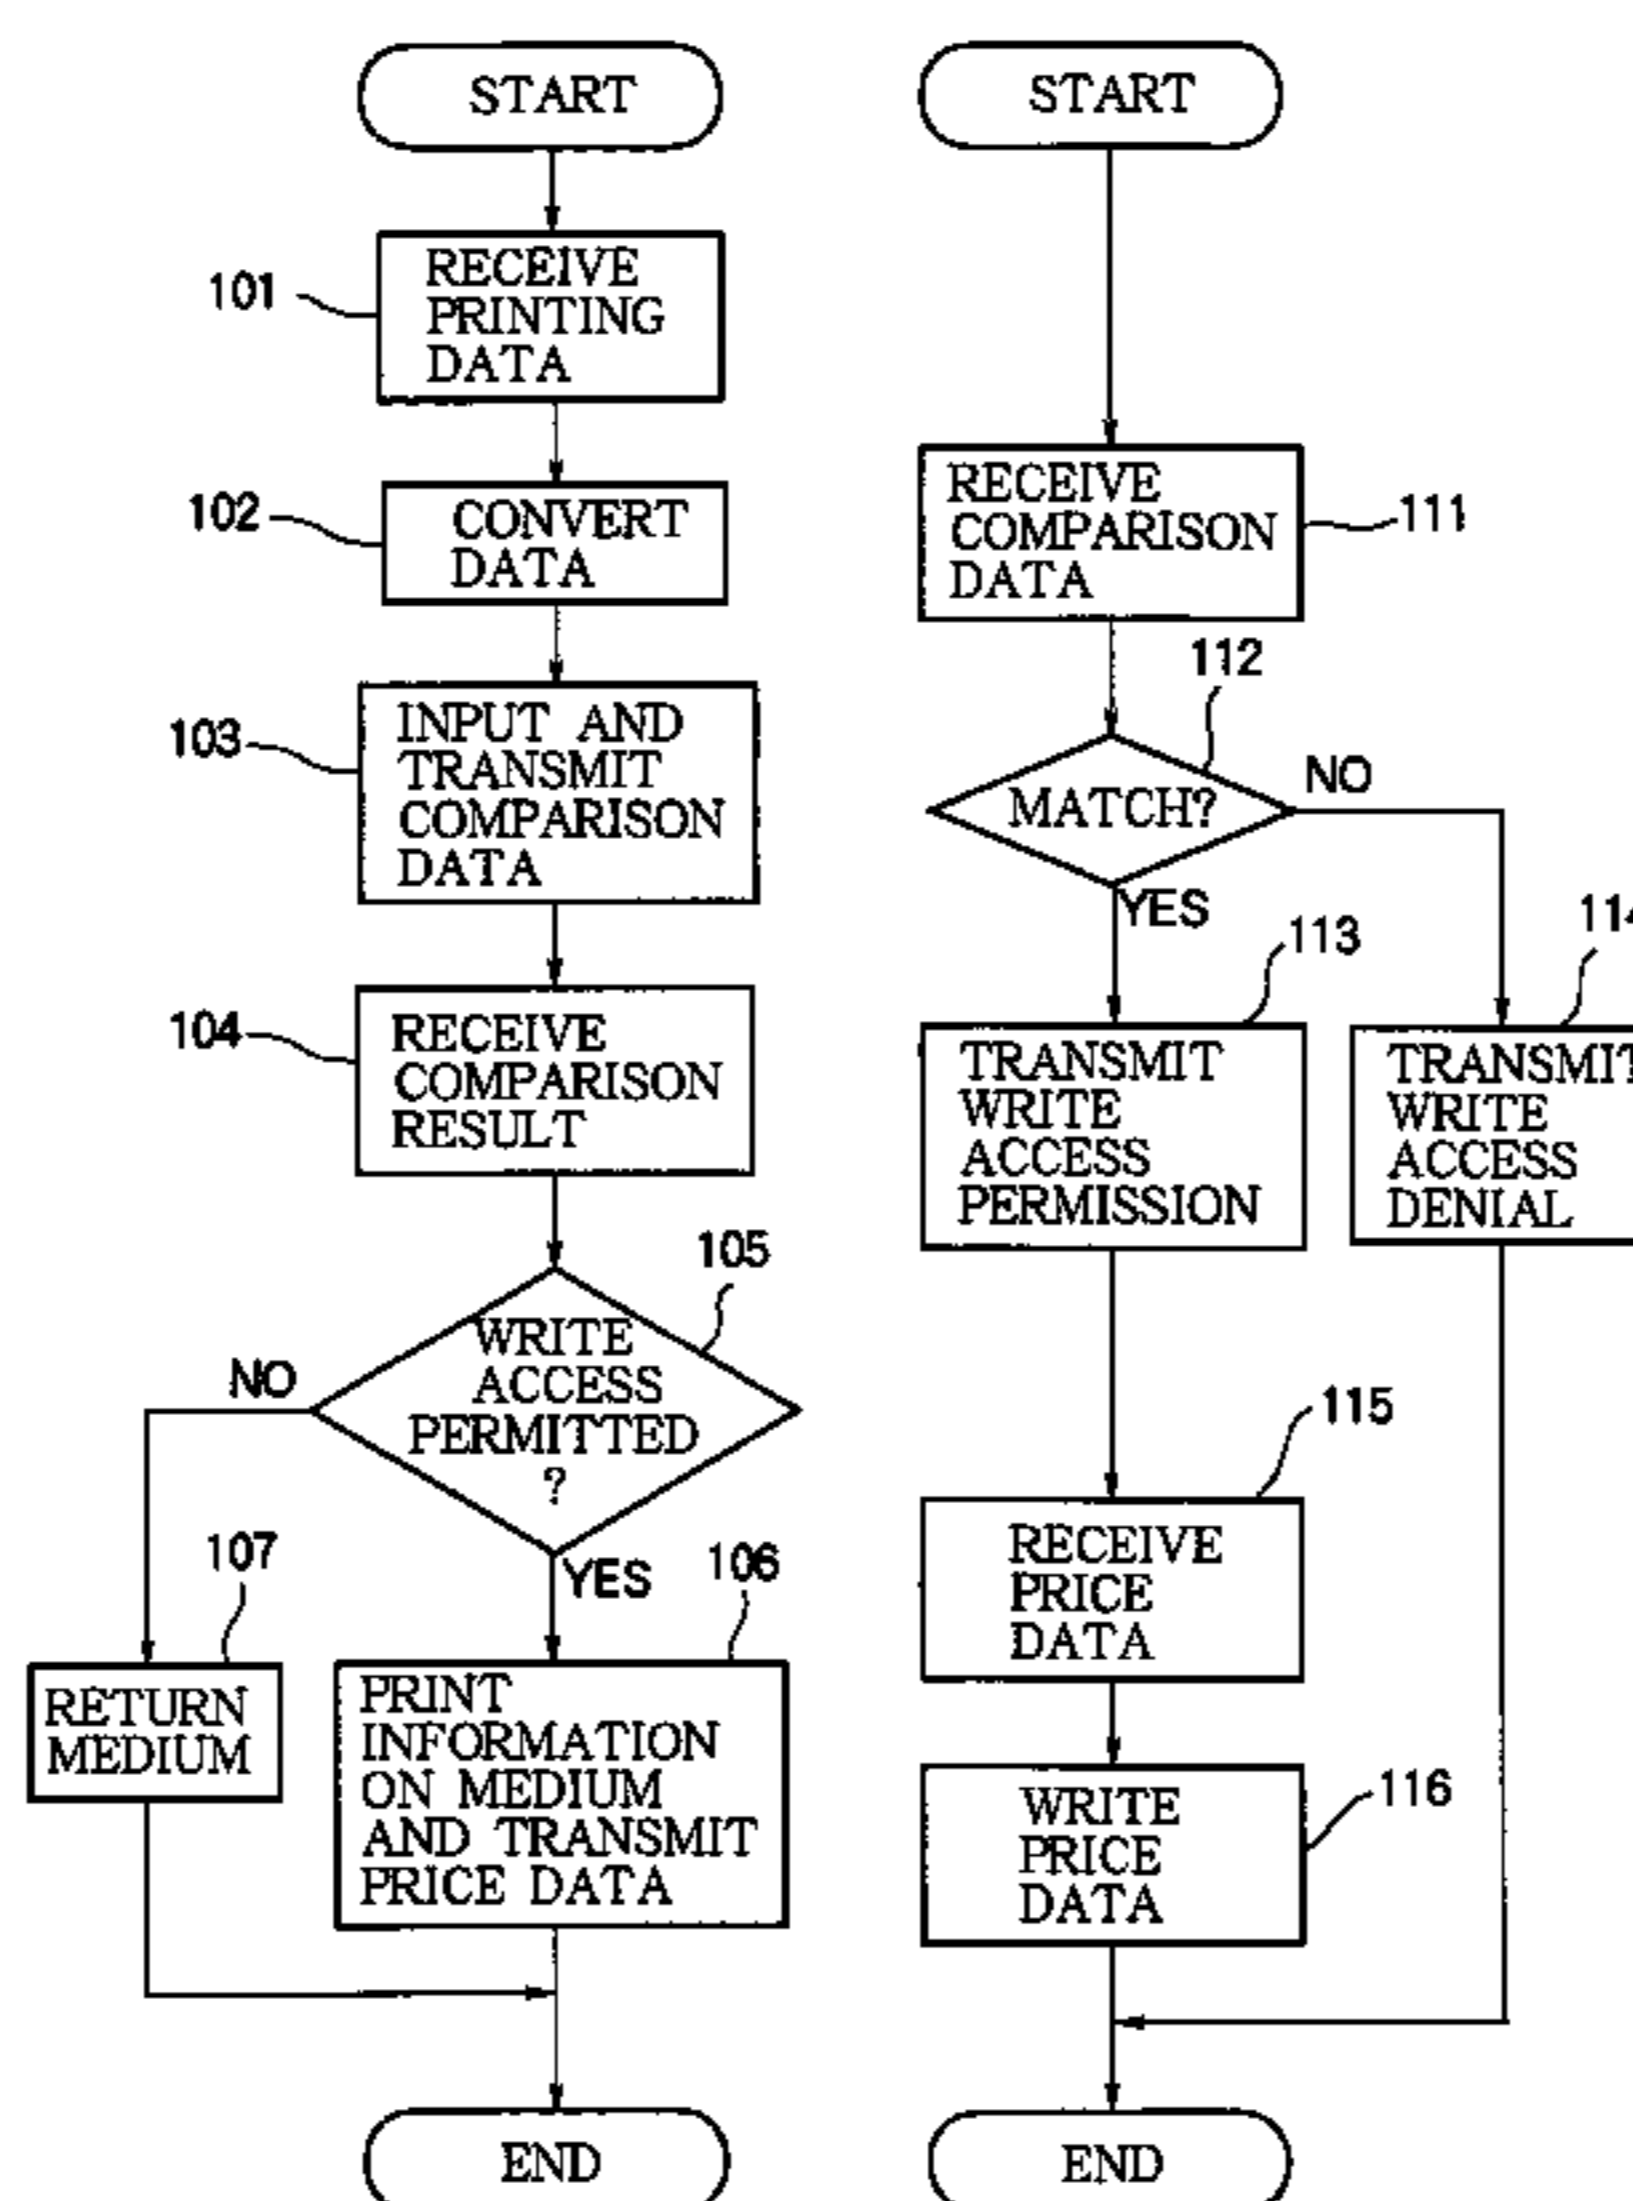 START
101
RECEIVE
PRINTING
DATA
102
CONVERT
DATA
103
INPUT AND
TRANSMIT
COMPARISON
DATA
104
RECEIVE
COMPARISON
RESULT
105
WRITE
ACCESS
PERMITTED
?
NO
YES
107
RETURN
MEDIUM
106
PRINT
INFORMATION
ON MEDIUM
AND TRANSMIT
PRICE DATA
END
START
RECEIVE
COMPARISON
DATA
111
112
MATCH?
NO
YES
113
TRANSMIT
WRITE
ACCESS
PERMISSION
114
TRANSMIT
WRITE
ACCESS
DENIAL
115
RECEIVE
PRICE
DATA
116
WRITE
PRICE
DATA
END